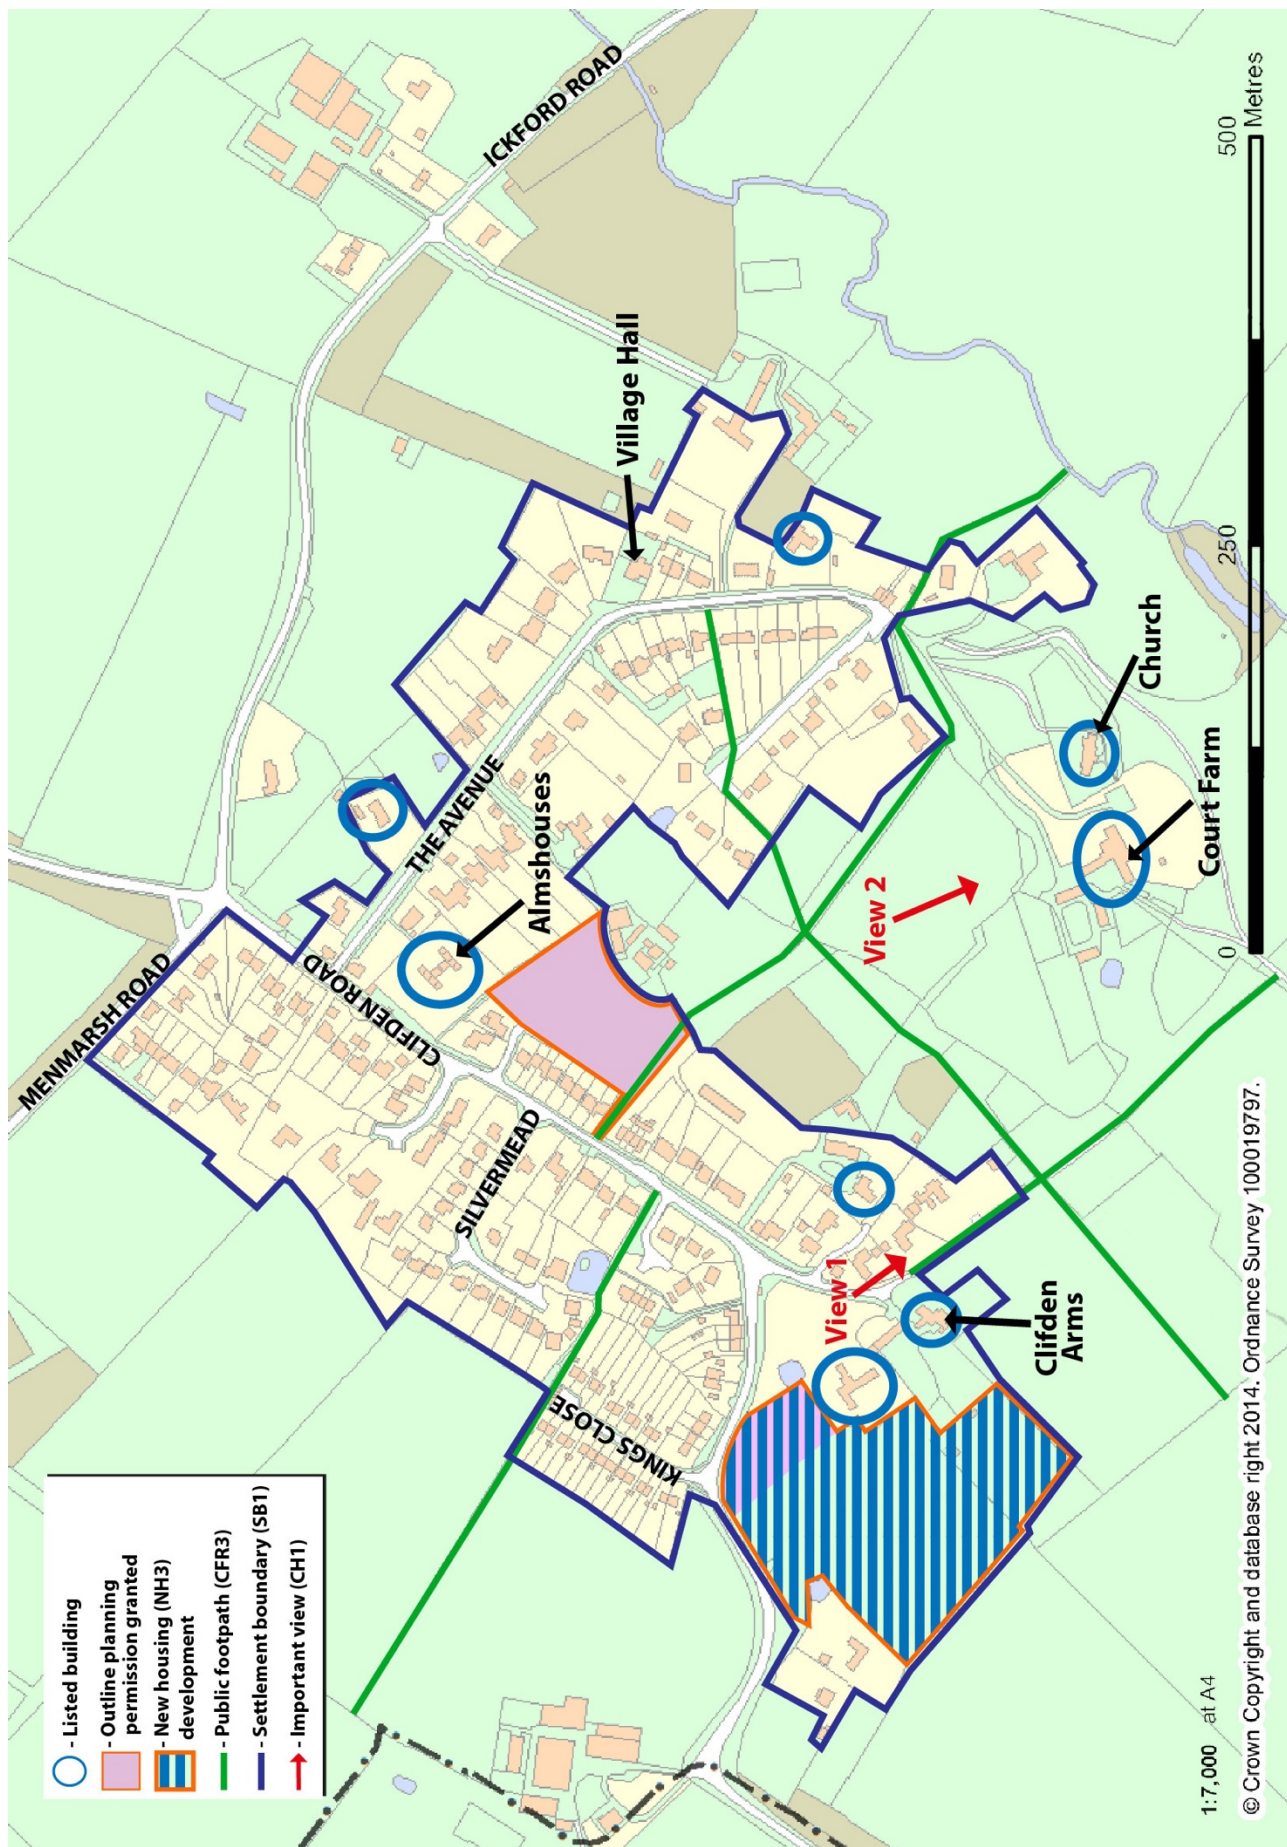 - Listed building
- Outline planning
permission granted
- New housing (NH3)
development
- Public footpath (CFR3)
- Settlement boundary (SB1)
- Important view (CH1)
MENMARSH ROAD
ICKFORD ROAD
CLIFDEN ROAD
THE AVENUE
Village Hall
Almshouses
SILVERMEAD
KINGS CLOSE
View 1
View 2
Clifden
Arms
Church
Court Farm
1:7,000 at A4
0
250
500
Metres
© Crown Copyright and database right 2014. Ordnance Survey 100019797.